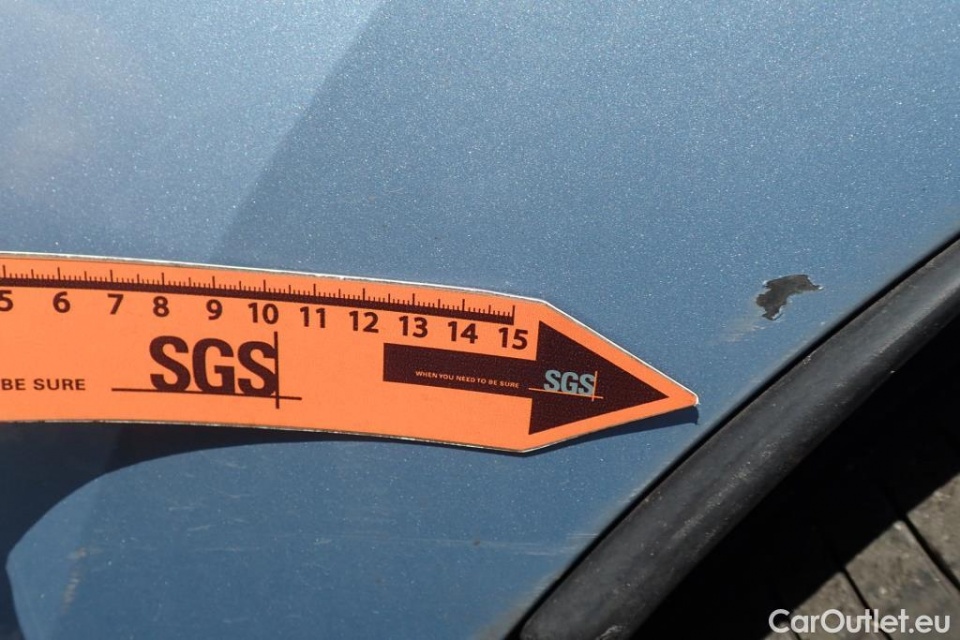 5 6 7 8 9 10 11 12 13 14 15
BE SURE
SGS
WHEN YOU NEED TO BE SURE
SGS
CarOutlet.eu